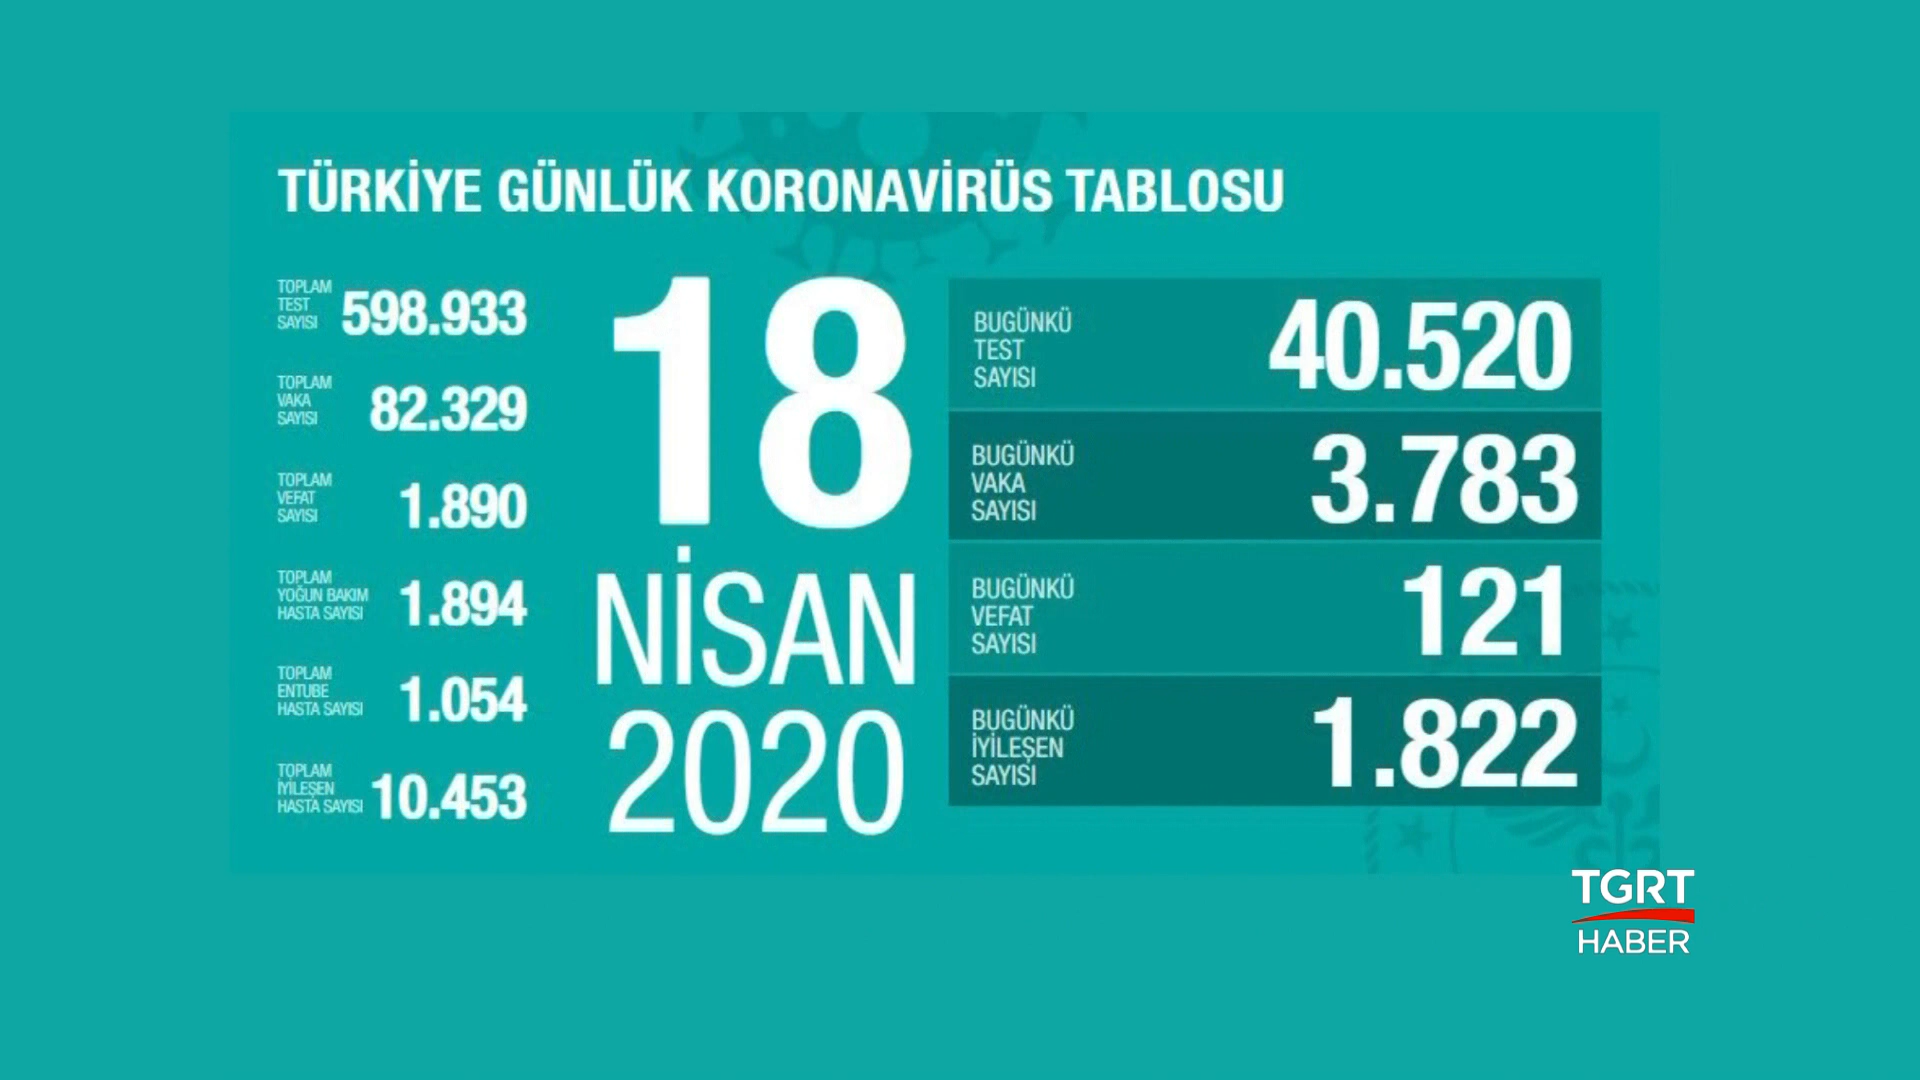 TÜRKİYE GÜNLÜK KORONAVİRÜS TABLOSU
TOPLAM
TEST
SAYISI
598.933
TOPLAM
VAKA
SAYISI
82.329
TOPLAM
VEFAT
SAYISI
1.890
TOPLAM
YOĞUN BAKIM
HASTA SAYISI
1.894
TOPLAM
ENTUBE
HASTA SAYISI
1.054
TOPLAM
İYİLEŞEN
HASTA SAYISI
10.453
18
NİSAN
2020
BUGÜNKÜ
TEST
SAYISI
40.520
BUGÜNKÜ
VAKA
SAYISI
3.783
BUGÜNKÜ
VEFAT
SAYISI
121
BUGÜNKÜ
İYİLEŞEN
SAYISI
1.822
TGRT
HABER